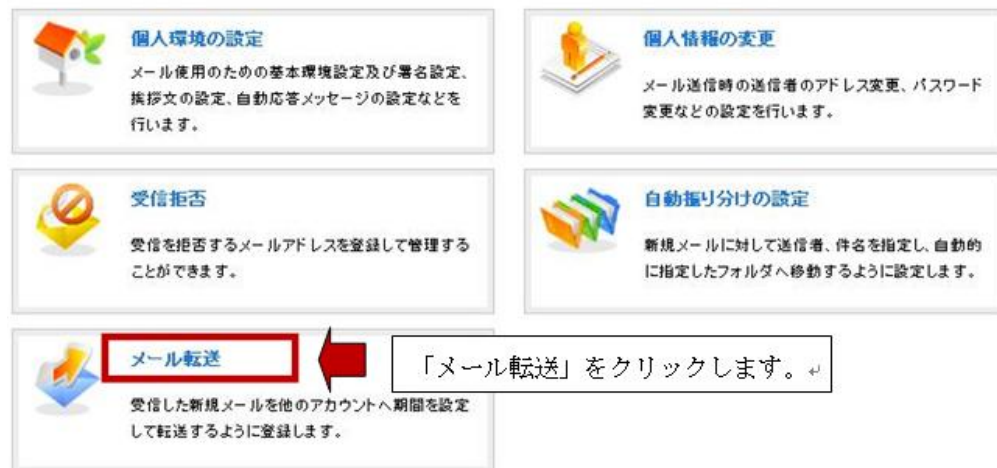 個人環境の設定
メール使用のための基本環境設定及び署名設定、
挨拶文の設定、自動応答メッセージの設定などを
行います。
個人情報の変更
メール送信時の送信者のアドレス変更、パスワード
変更などの設定を行います。
受信拒否
受信を拒否するメールアドレスを登録して管理する
ことができます。
自動振り分けの設定
新規メールに対して送信者、件名を指定し、自動的
に指定したフォルダへ移動するように設定します。
メール転送
「メール転送」をクリックします。
受信した新規メールを他のアカウントへ期間を設定
して転送するように登録します。